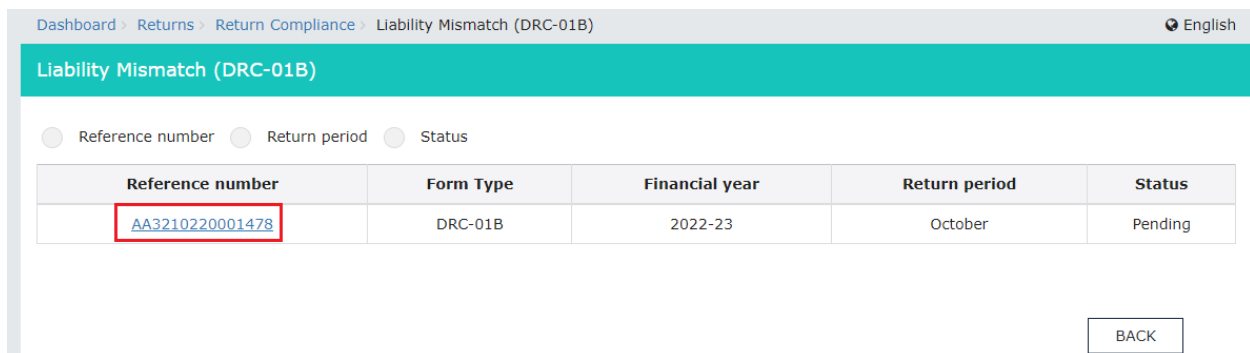 Dashboard > Returns > Return Compliance > Liability Mismatch (DRC-01B) English
Liability Mismatch (DRC-01B)
Reference number Return period Status
Reference number Form Type Financial year Return period Status
AA3210220001478 DRC-01B 2022-23 October Pending
BACK